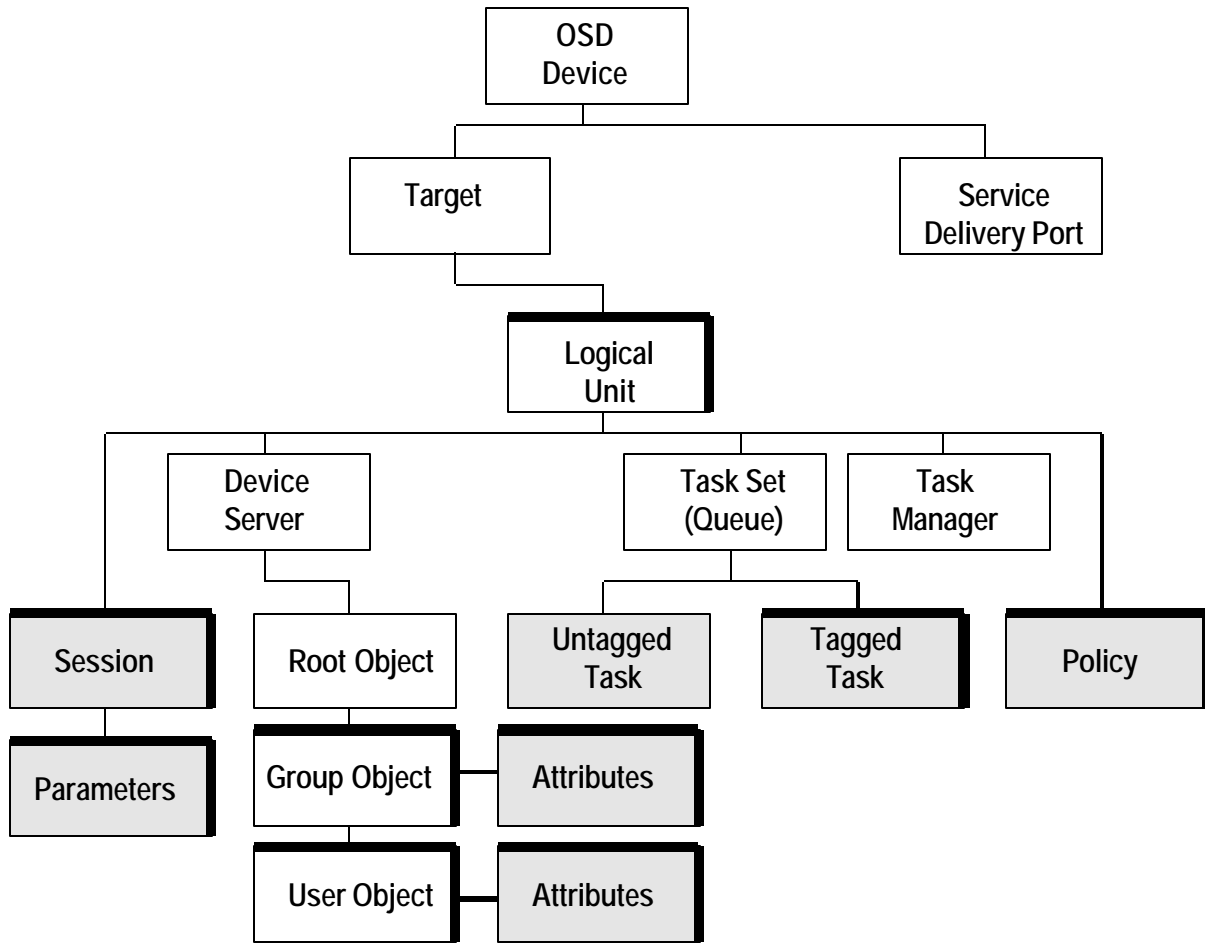 OSD
Device
Target
Service
Delivery Port
Logical
Unit
Device
Server
Task Set
(Queue)
Task
Manager
Session
Root Object
Untagged
Task
Tagged
Task
Policy
Parameters
Group Object
Attributes
User Object
Attributes